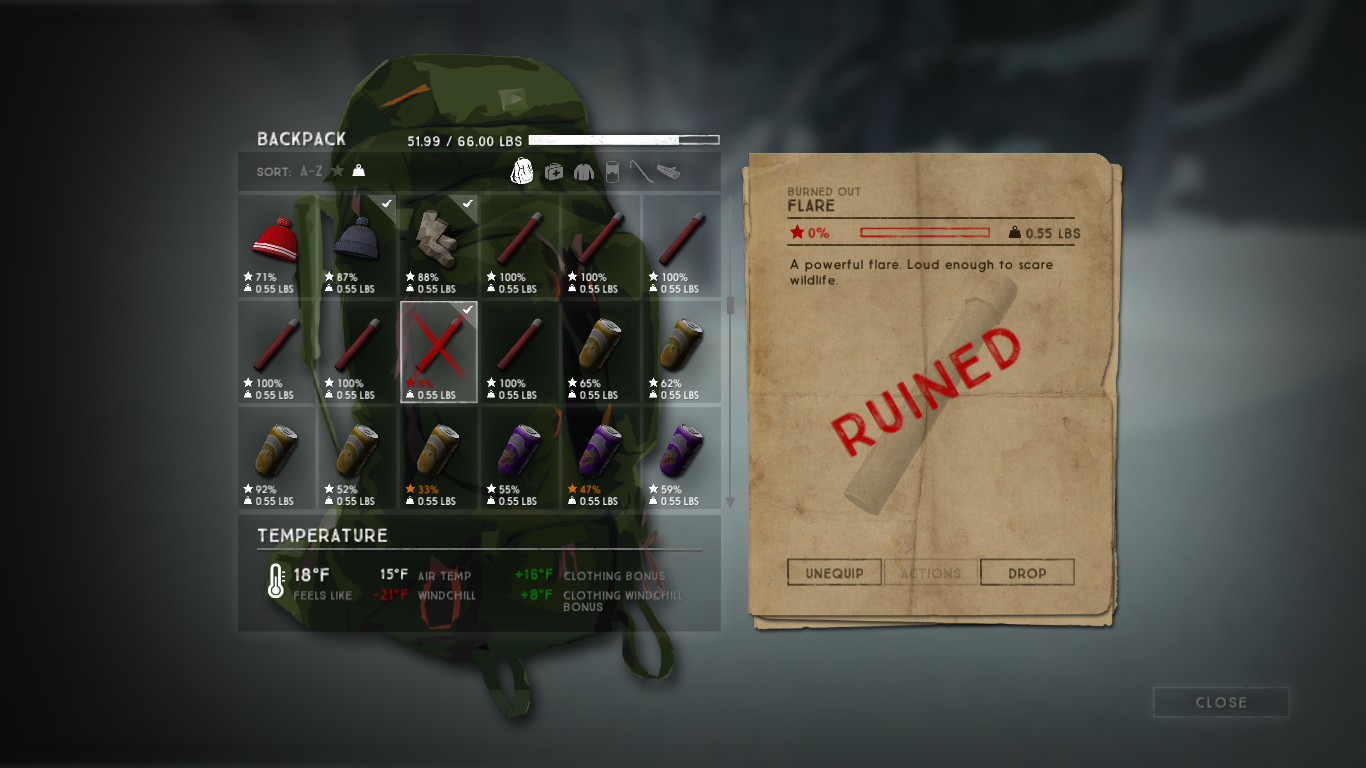 BACKPACK 51.99 / 66.00 LBS
SORT: A-Z
71% 87% 88% 100% 100% 100%
0.55 LBS 0.55 LBS 0.55 LBS 0.55 LBS 0.55 LBS 0.55 LBS
100% 100% 0% 100% 65% 62%
0.55 LBS 0.55 LBS 0.55 LBS 0.55 LBS 0.55 LBS 0.55 LBS
92% 52% 33% 55% 47% 59%
0.55 LBS 0.55 LBS 0.55 LBS 0.55 LBS 0.55 LBS 0.55 LBS
TEMPERATURE
18°F 15°F AIR TEMP +16°F CLOTHING BONUS
FEELS LIKE -21°F WINDCHILL +8°F CLOTHING WINDCHILL
BONUS
BURNED OUT
FLARE
0% 0.55 LBS
A powerful flare. Loud enough to scare
wildlife.
RUINED
UNEQUIP ACTIONS DROP
CLOSE